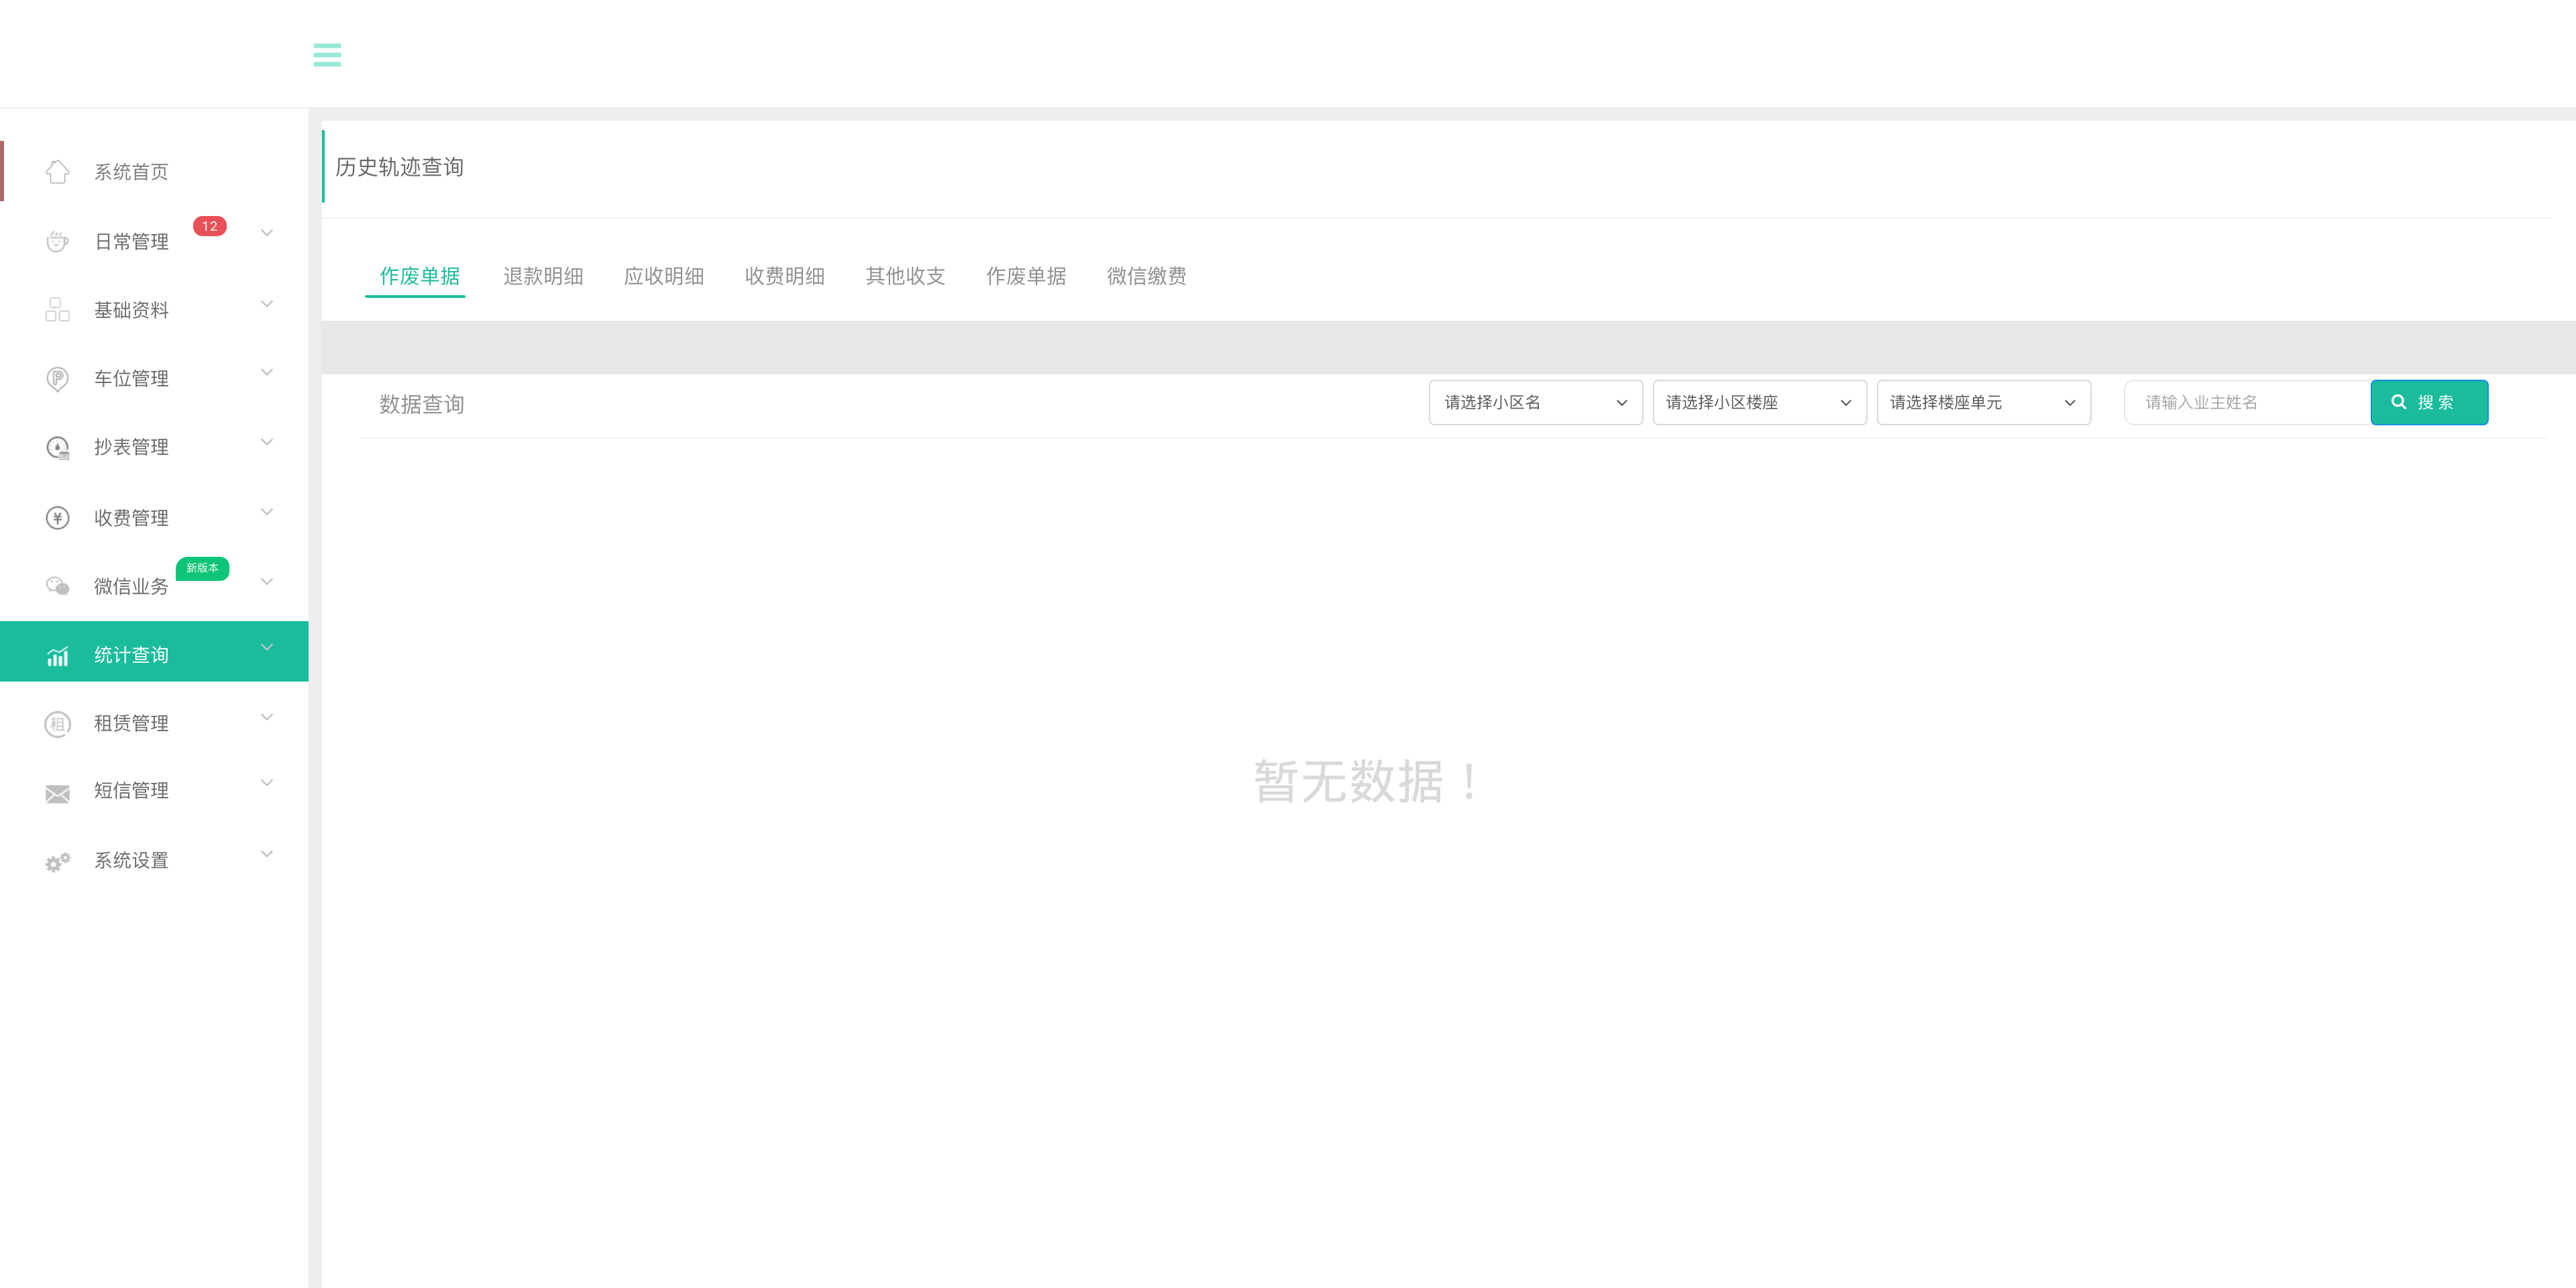 系统首页
日常管理
12
基础资料
车位管理
抄表管理
收费管理
微信业务
新版本
统计查询
租赁管理
短信管理
系统设置
历史轨迹查询
作废单据 退款明细 应收明细 收费明细 其他收支 作废单据 微信缴费
数据查询 请选择小区名 请选择小区楼座 请选择楼座单元 请输入业主姓名 搜 索
暂无数据！